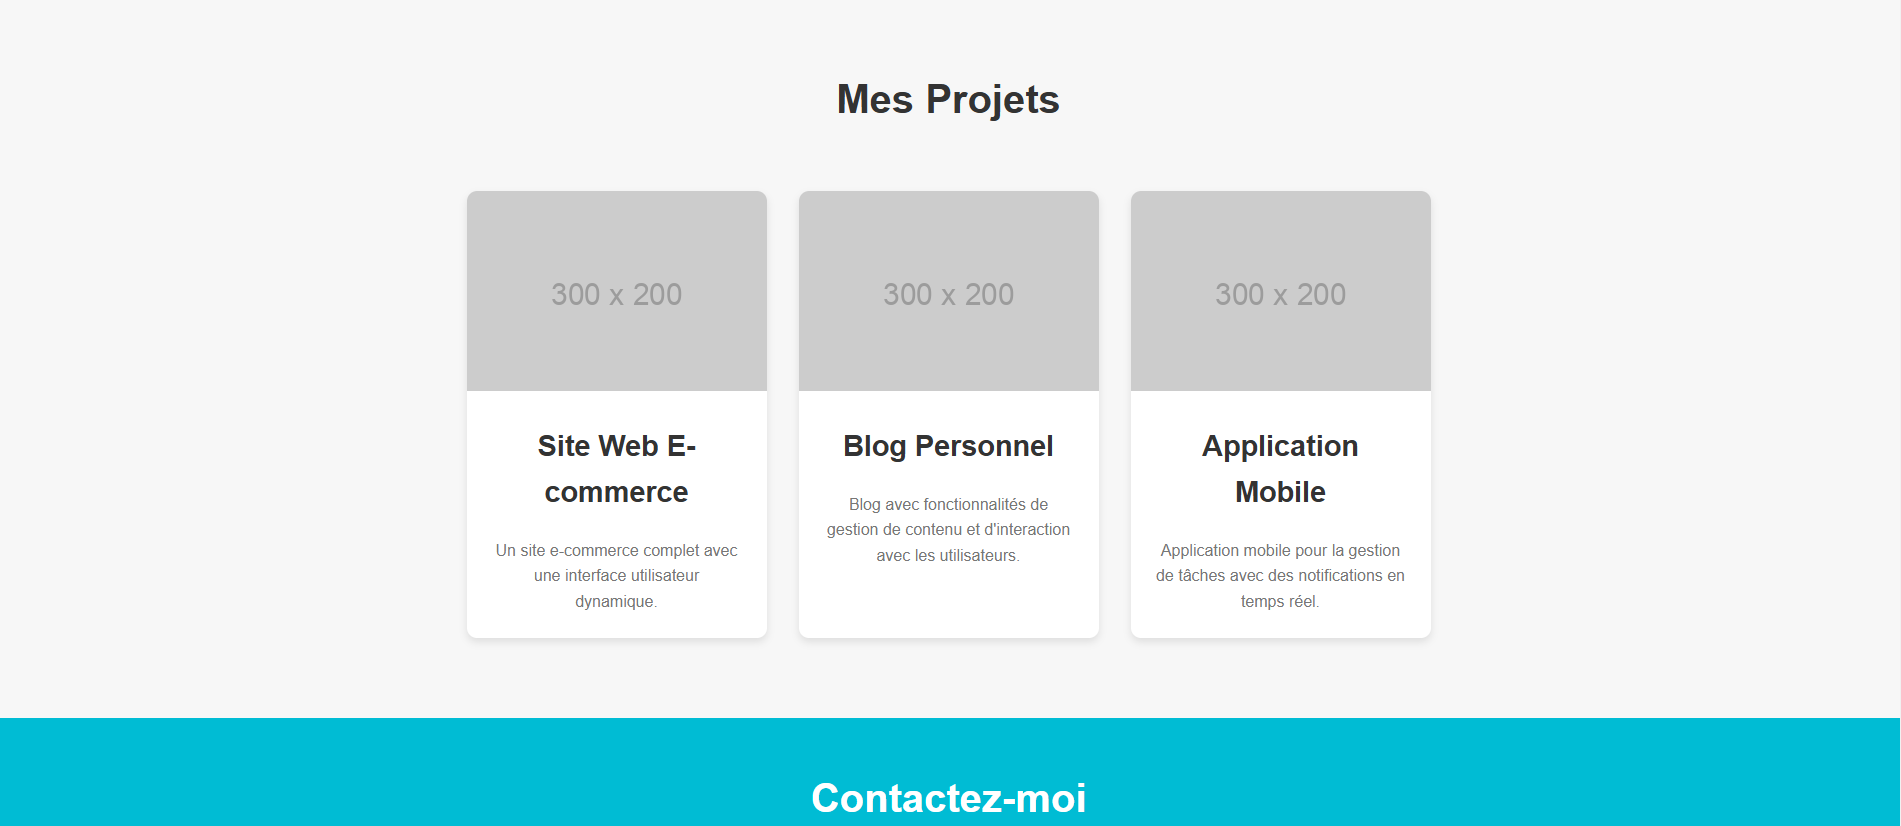 Mes Projets
300 x 200
300 x 200
300 x 200
Site Web E-
commerce
Un site e-commerce complet avec
une interface utilisateur
dynamique.
Blog Personnel
Blog avec fonctionnalités de
gestion de contenu et d'interaction
avec les utilisateurs.
Application
Mobile
Application mobile pour la gestion
de tâches avec des notifications en
temps réel.
Contactez-moi